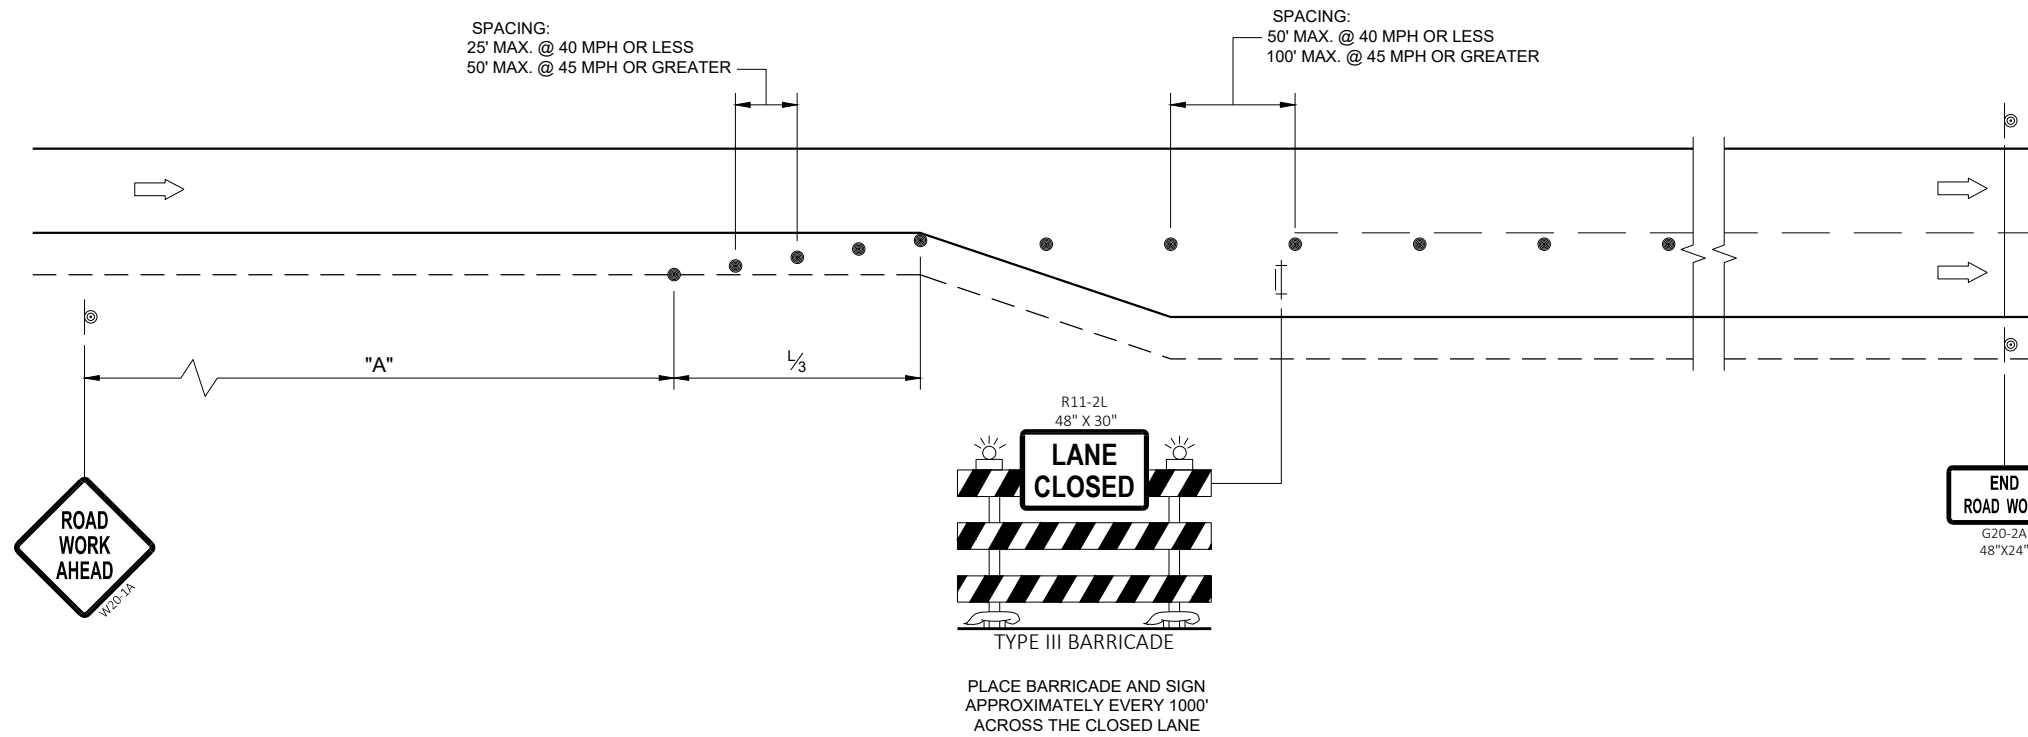 SPACING:
25' MAX. @ 40 MPH OR LESS
50' MAX. @ 45 MPH OR GREATER
SPACING:
50' MAX. @ 40 MPH OR LESS
100' MAX. @ 45 MPH OR GREATER
"A"
L/3
ROAD
WORK
AHEAD
W20-1A
R11-2L
48" X 30"
LANE
CLOSED
TYPE III BARRICADE
PLACE BARRICADE AND SIGN
APPROXIMATELY EVERY 1000'
ACROSS THE CLOSED LANE
END
ROAD WO
G20-2A
48"X24"